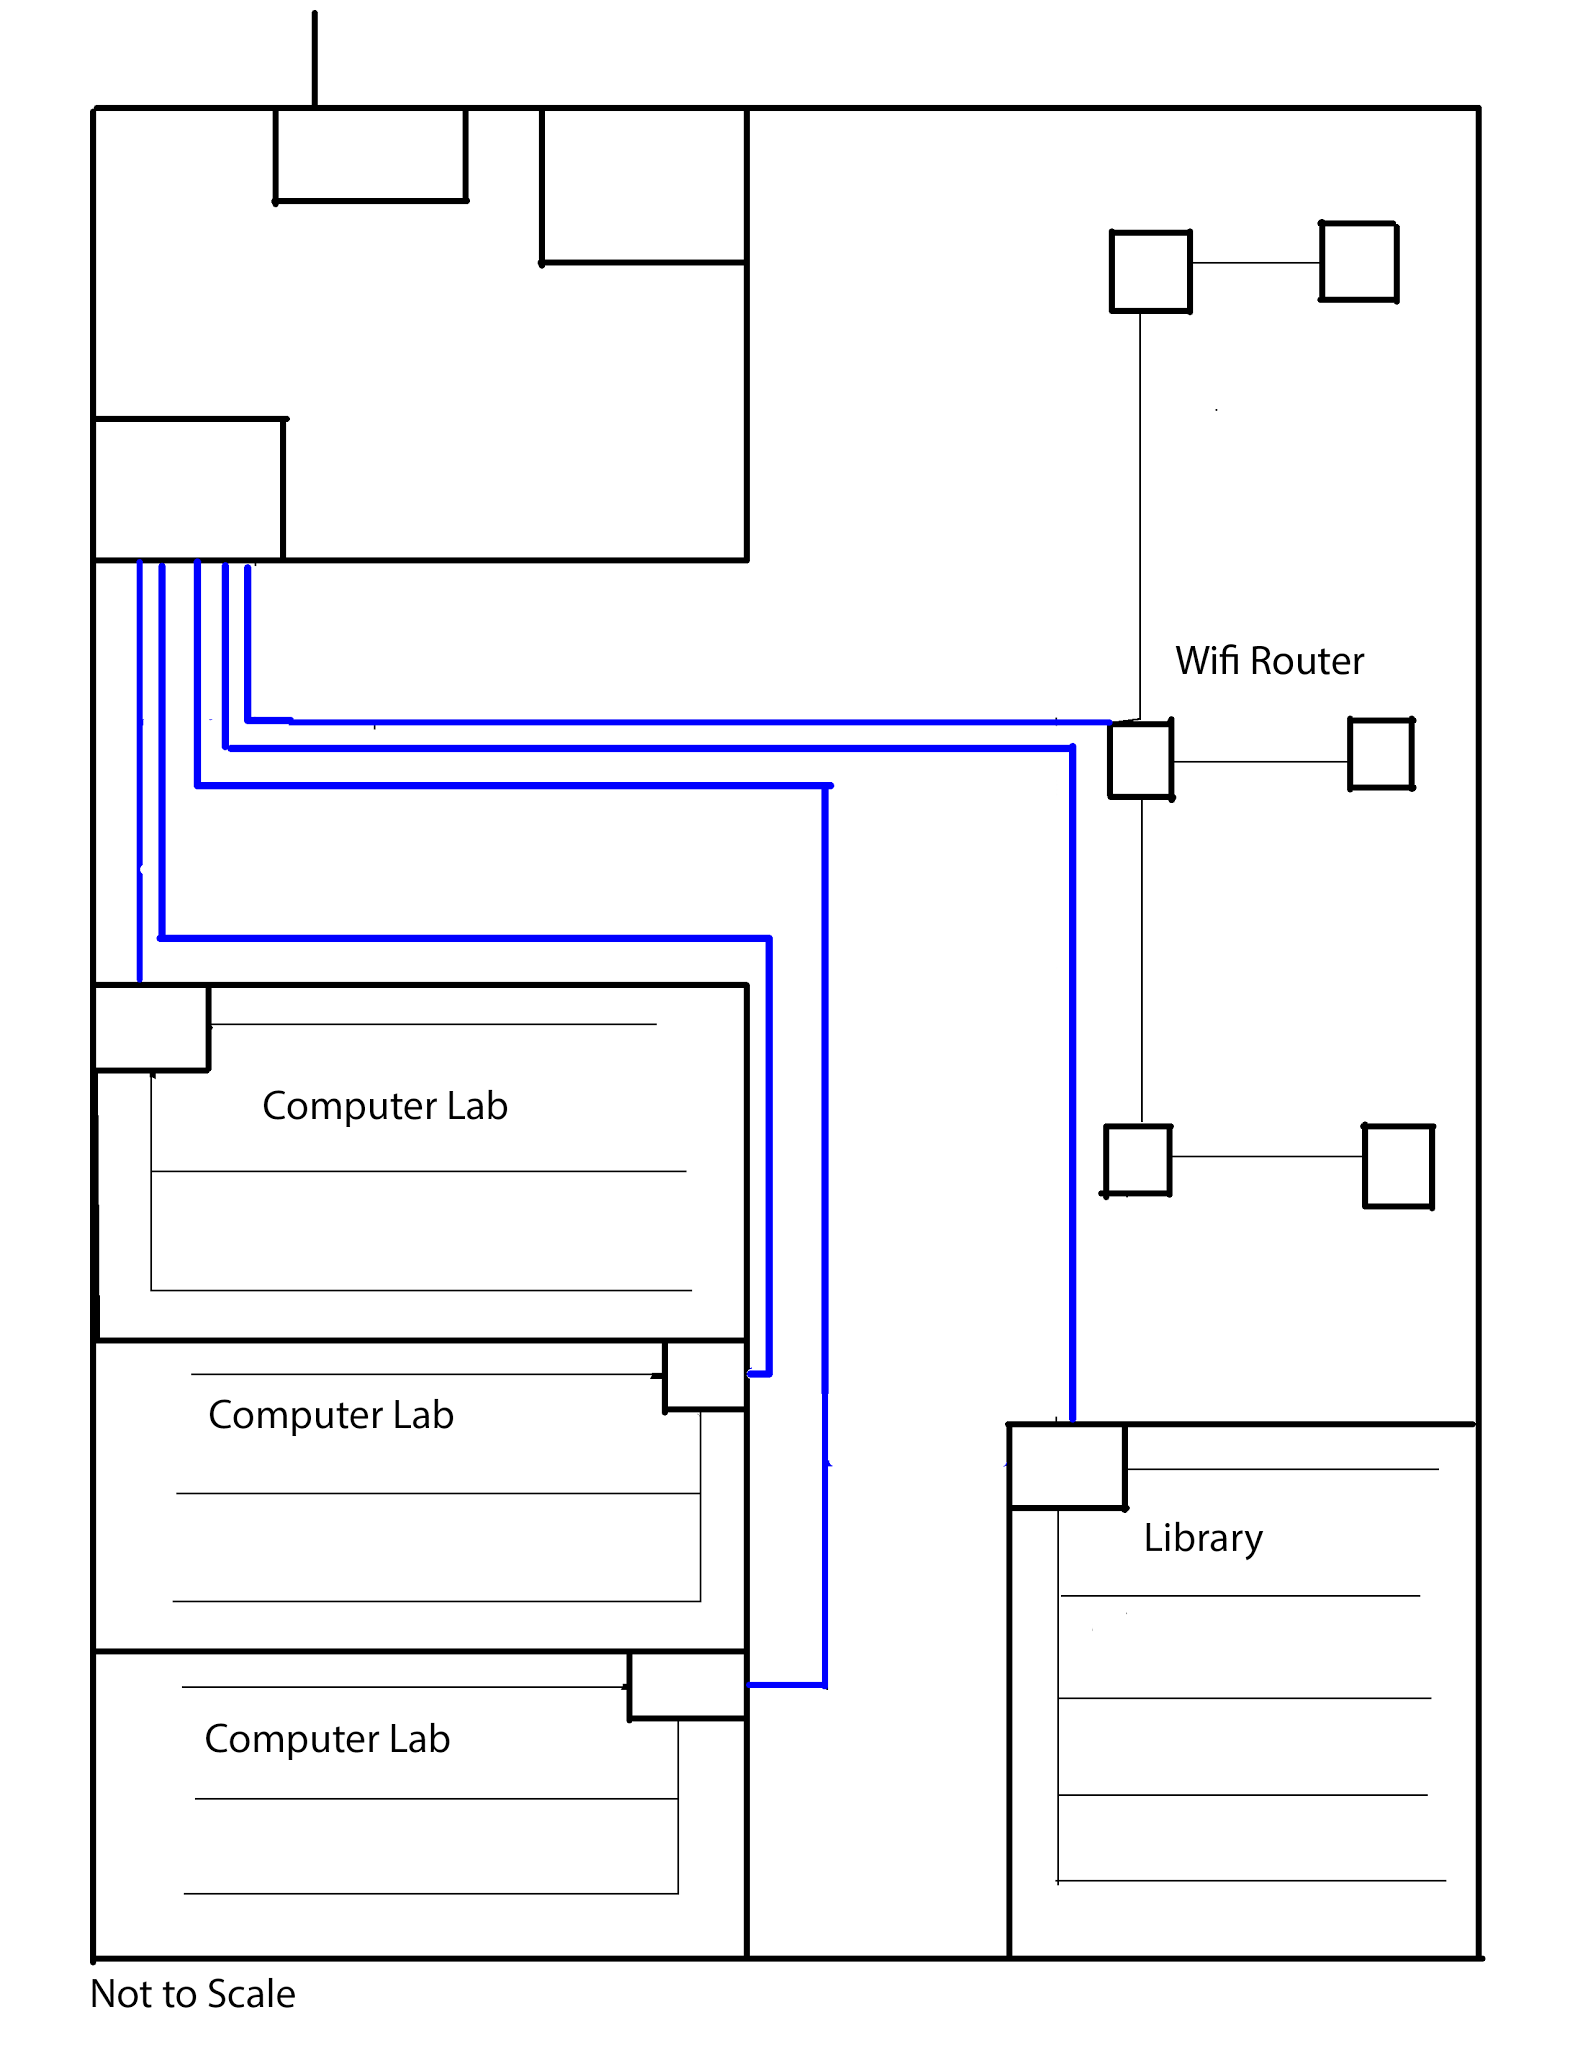 Wifi Router
Computer Lab
Computer Lab
Library
Computer Lab
Not to Scale